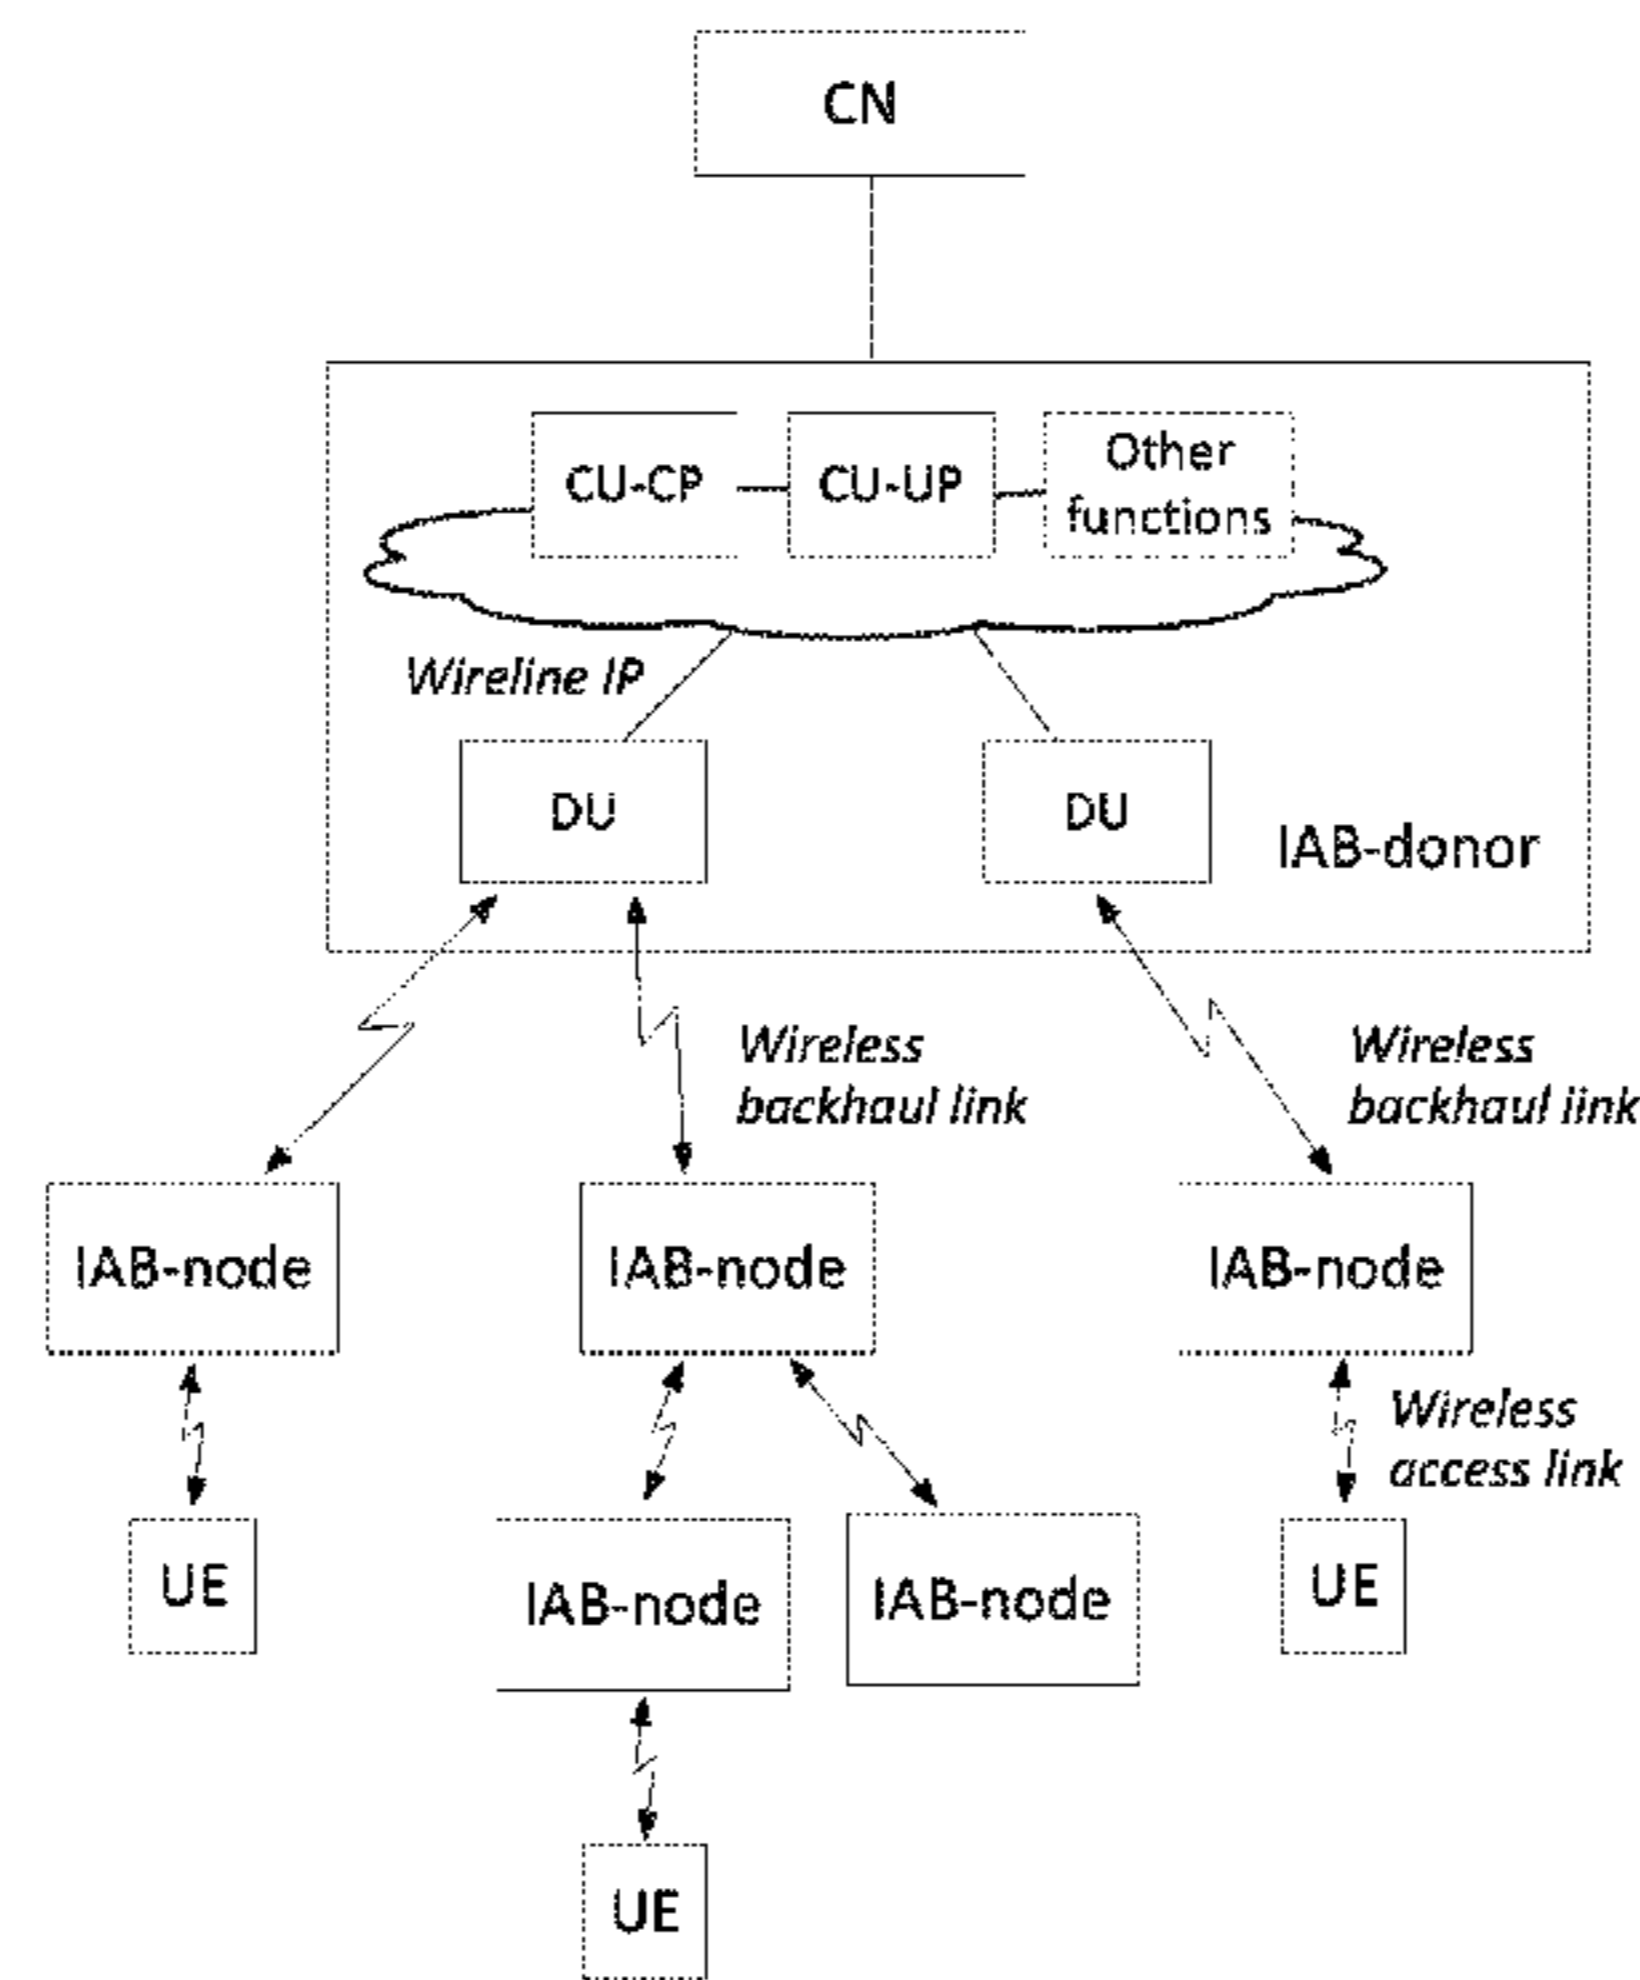 CN
CU-CP
CU-UP
Other
functions
Wireline IP
DU
DU
IAB-donor
Wireless
backhaul link
Wireless
backhaul link
IAB-node
IAB-node
IAB-node
Wireless
access link
UE
IAB-node
IAB-node
UE
UE